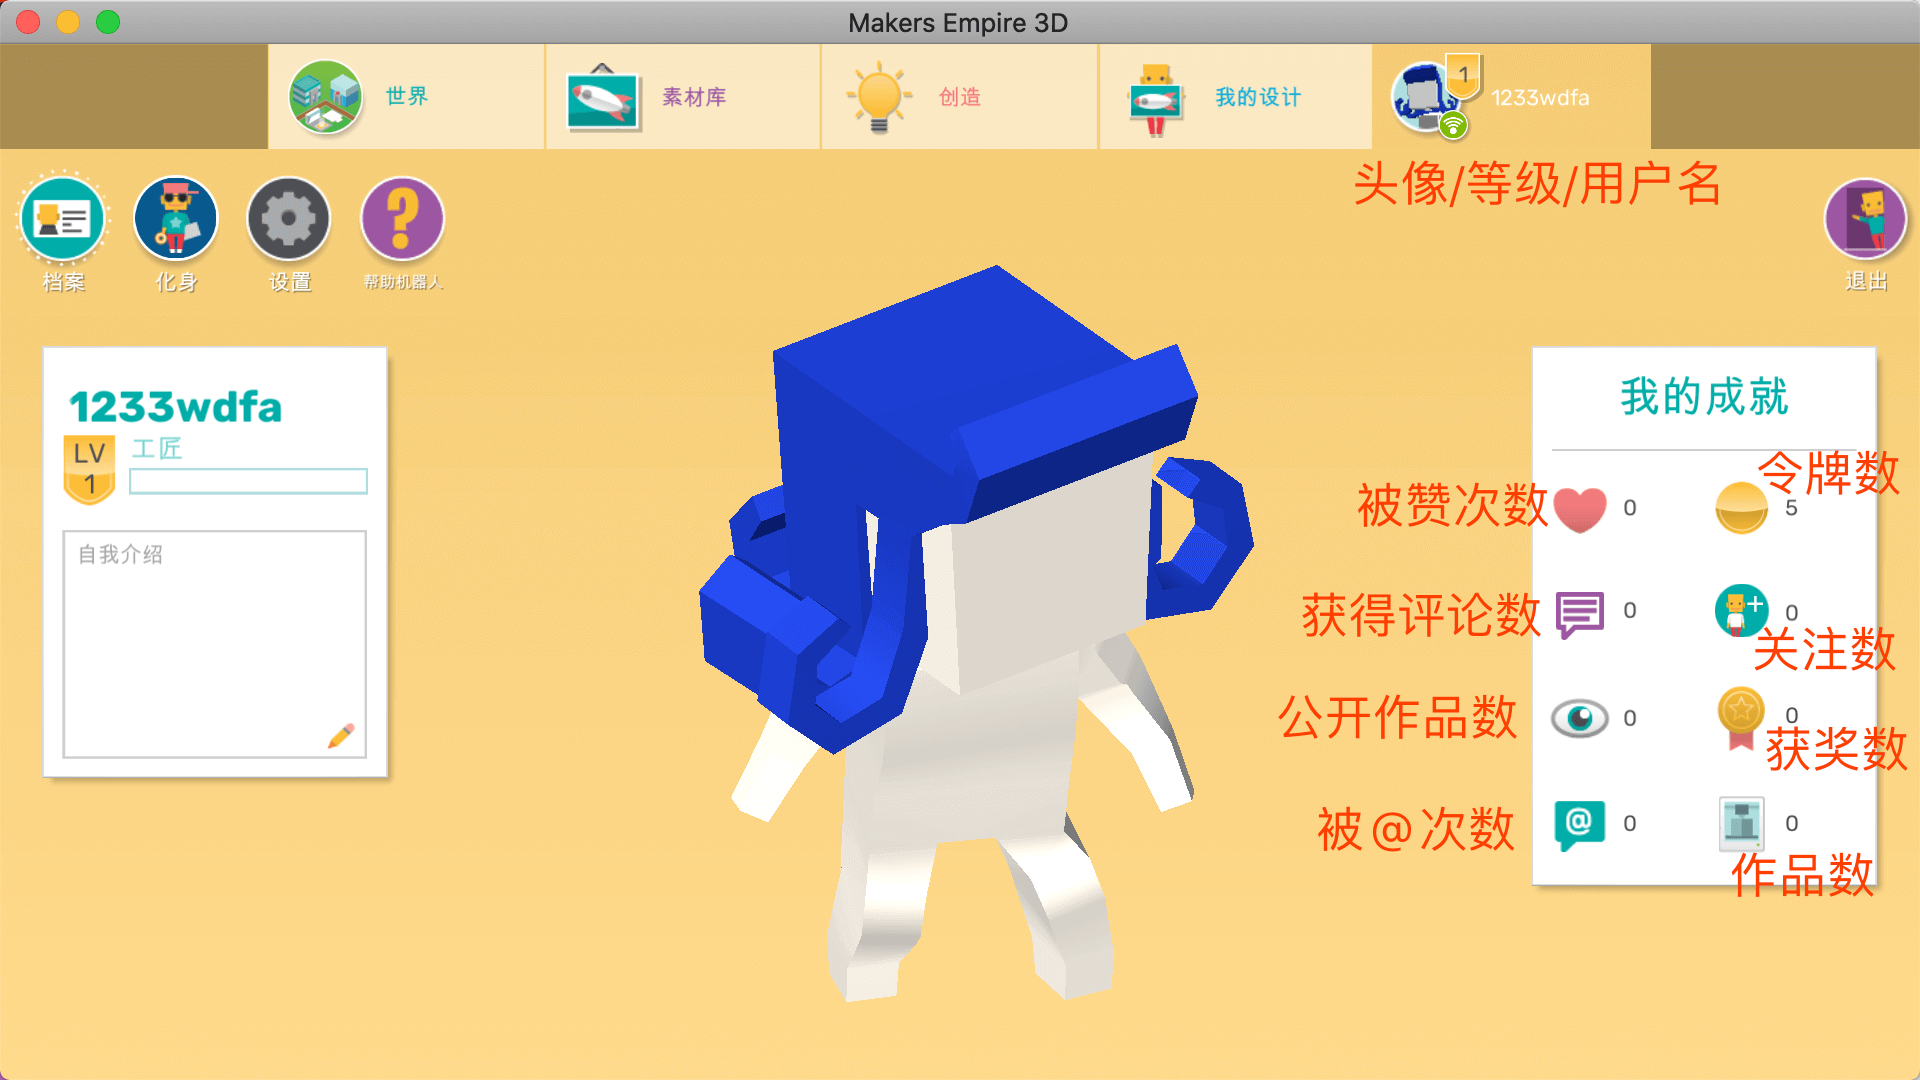 Makers Empire 3D
世界
素材库
创造
我的设计
1
1233wdfa
头像/等级/用户名
档案
化身
设置
帮助机器人
退出
1233wdfa
LV
1
工匠
自我介绍
我的成就
令牌数
被赞次数
0
5
获得评论数
0
0
关注数
公开作品数
0
0
获奖数
被@次数
@
0
0
作品数